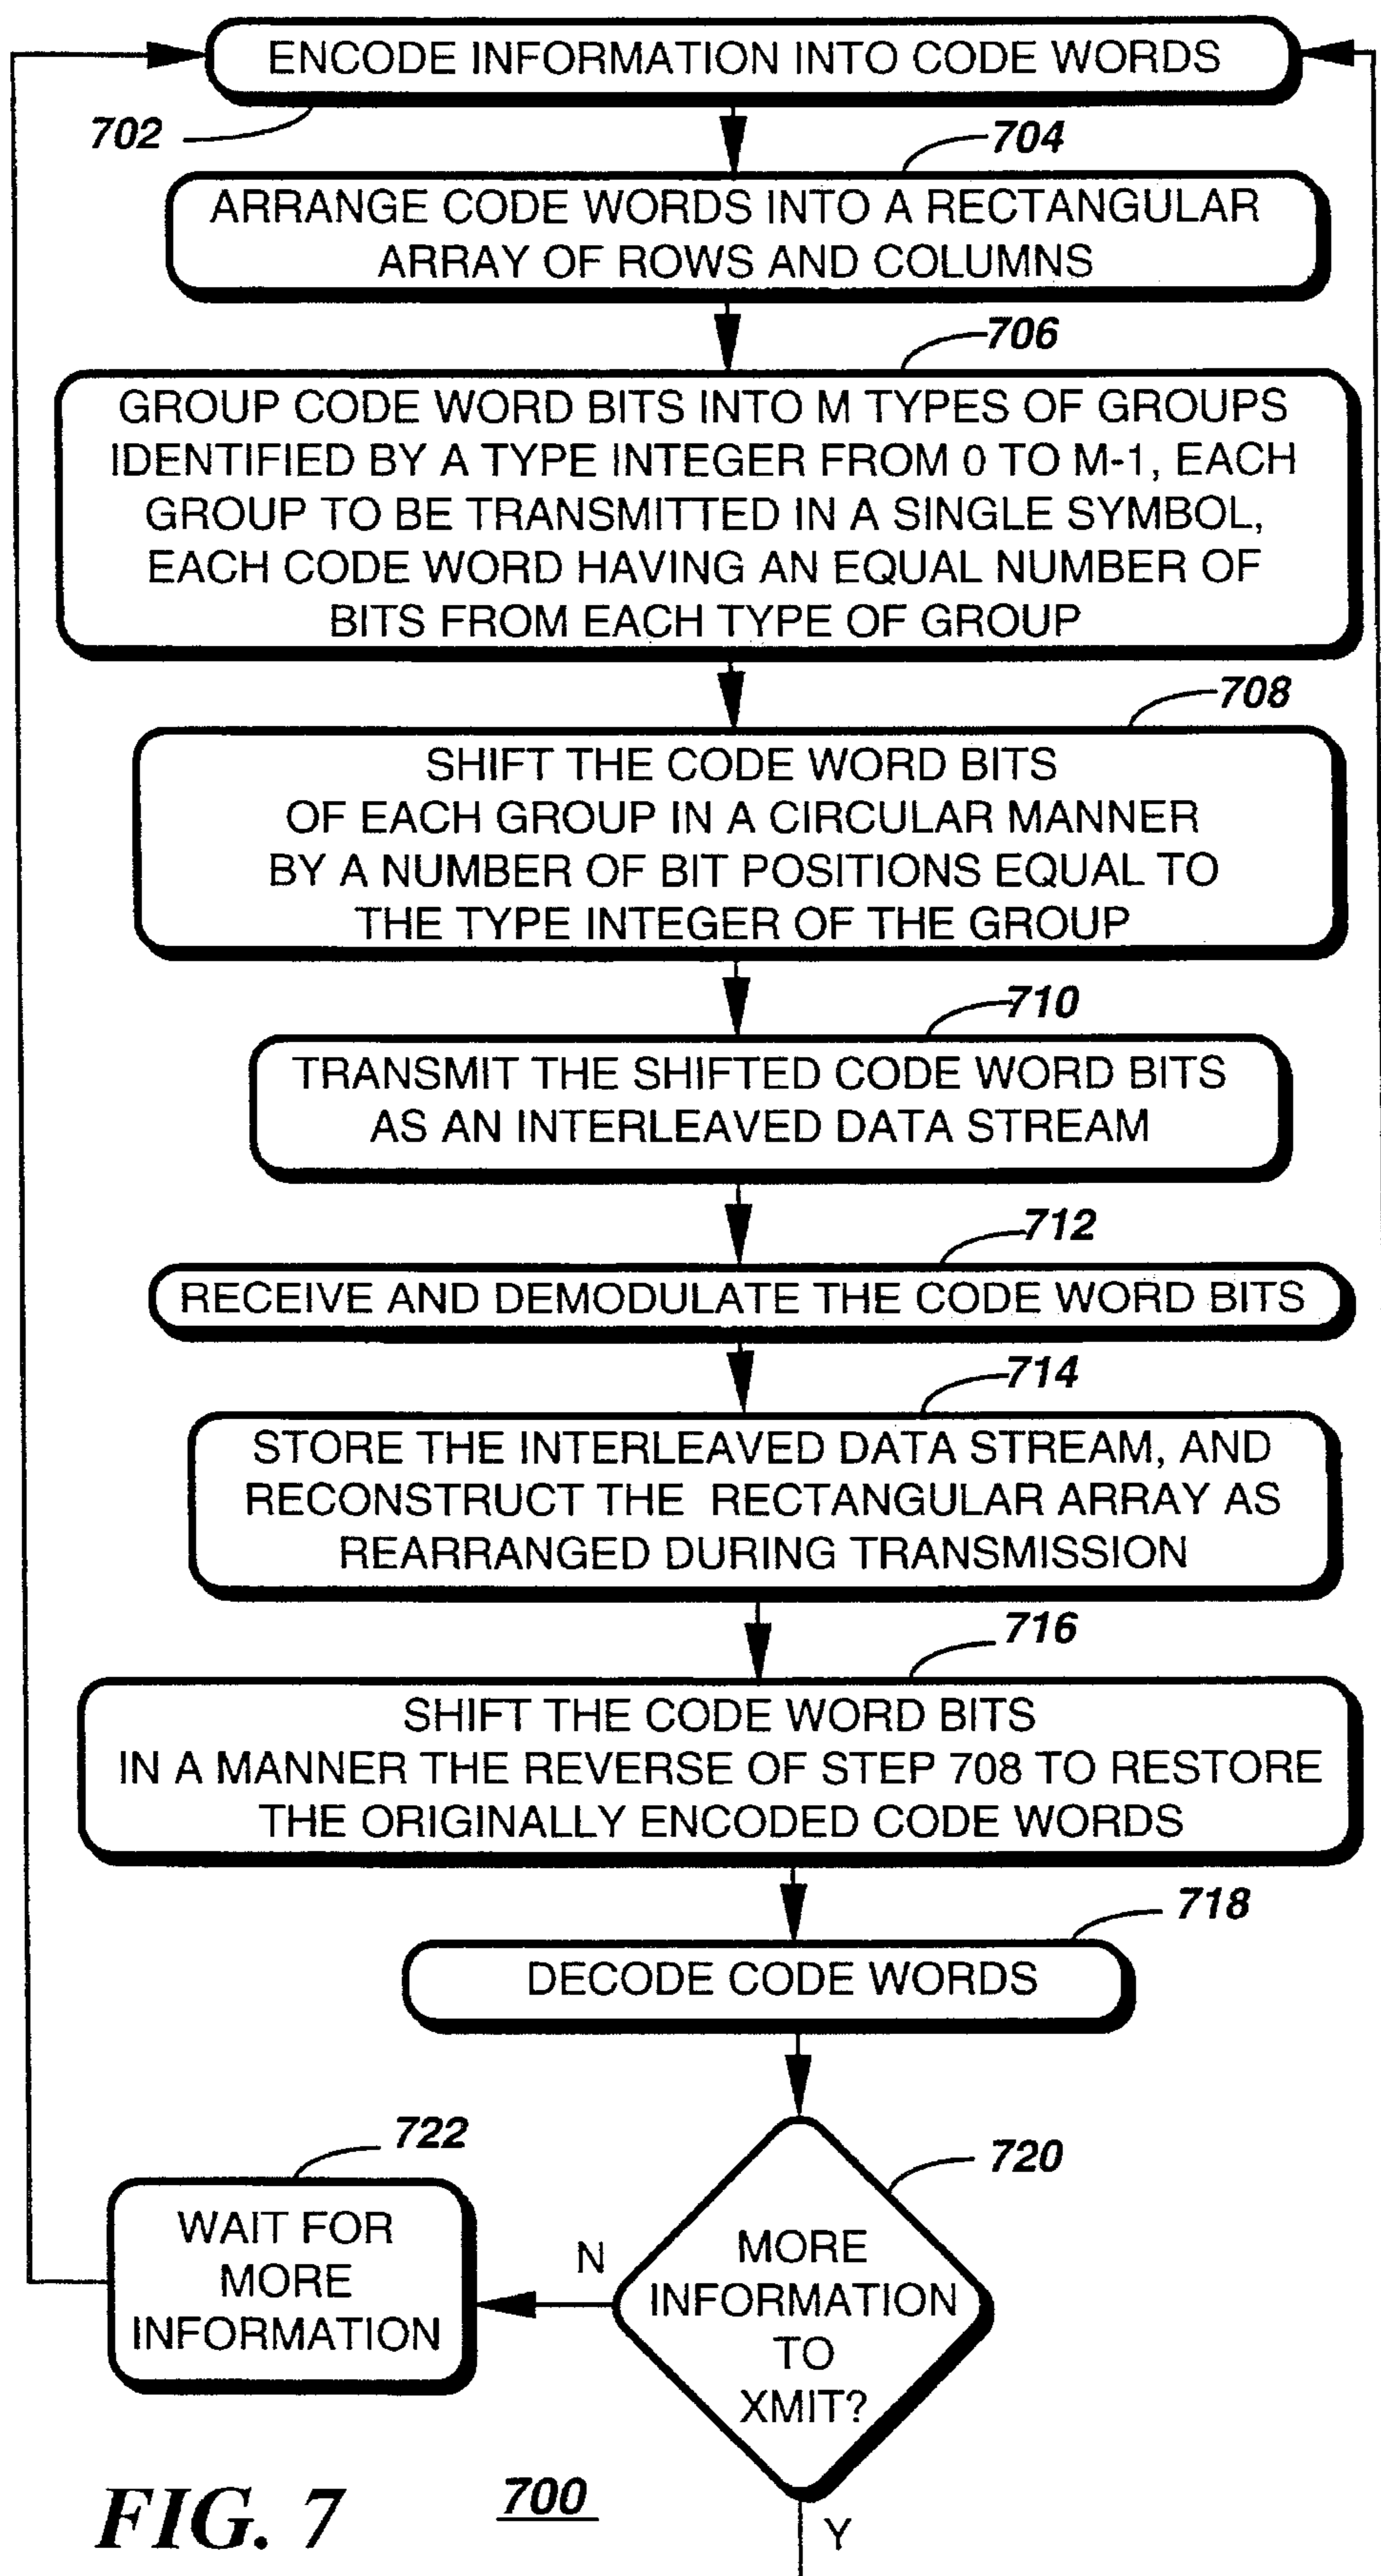 ENCODE INFORMATION INTO CODE WORDS
702
704
ARRANGE CODE WORDS INTO A RECTANGULAR
ARRAY OF ROWS AND COLUMNS
706
GROUP CODE WORD BITS INTO M TYPES OF GROUPS
IDENTIFIED BY A TYPE INTEGER FROM 0 TO M-1, EACH
GROUP TO BE TRANSMITTED IN A SINGLE SYMBOL,
EACH CODE WORD HAVING AN EQUAL NUMBER OF
BITS FROM EACH TYPE OF GROUP
708
SHIFT THE CODE WORD BITS
OF EACH GROUP IN A CIRCULAR MANNER
BY A NUMBER OF BIT POSITIONS EQUAL TO
THE TYPE INTEGER OF THE GROUP
710
TRANSMIT THE SHIFTED CODE WORD BITS
AS AN INTERLEAVED DATA STREAM
712
RECEIVE AND DEMODULATE THE CODE WORD BITS
714
STORE THE INTERLEAVED DATA STREAM, AND
RECONSTRUCT THE RECTANGULAR ARRAY AS
REARRANGED DURING TRANSMISSION
716
SHIFT THE CODE WORD BITS
IN A MANNER THE REVERSE OF STEP 708 TO RESTORE
THE ORIGINALLY ENCODED CODE WORDS
718
DECODE CODE WORDS
722
720
WAIT FOR
MORE
INFORMATION
N
MORE
INFORMATION
TO
XMIT?
FIG. 7
700
Y